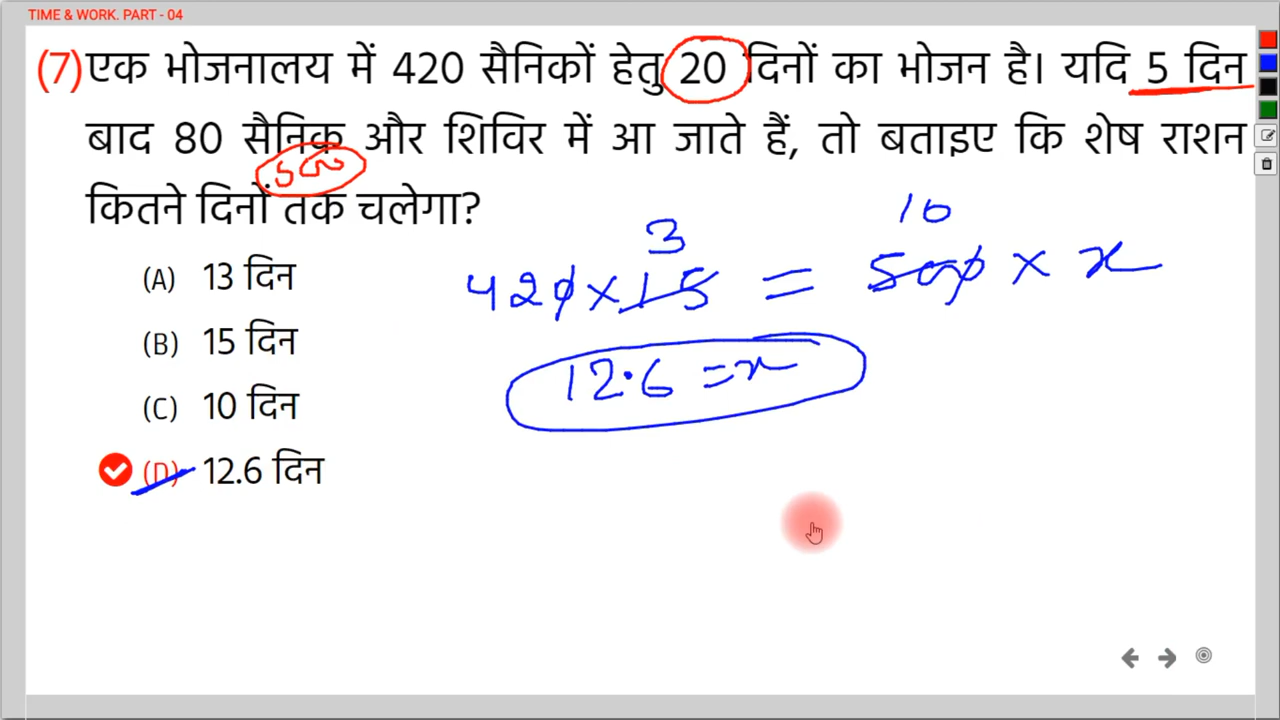 TIME & WORK. PART - 04
(7) एक भोजनालय में 420 सैनिकों हेतु 20 दिनों का भोजन है। यदि 5 दिन
बाद 80 सैनिक और शिविर में आ जाते हैं, तो बताइए कि शेष राशन
500
कितने दिनों तक चलेगा?
3 10
(A) 13 दिन
420 × 15 = 500 × x
(B) 15 दिन
12.6 = x
(C) 10 दिन
(D) 12.6 दिन